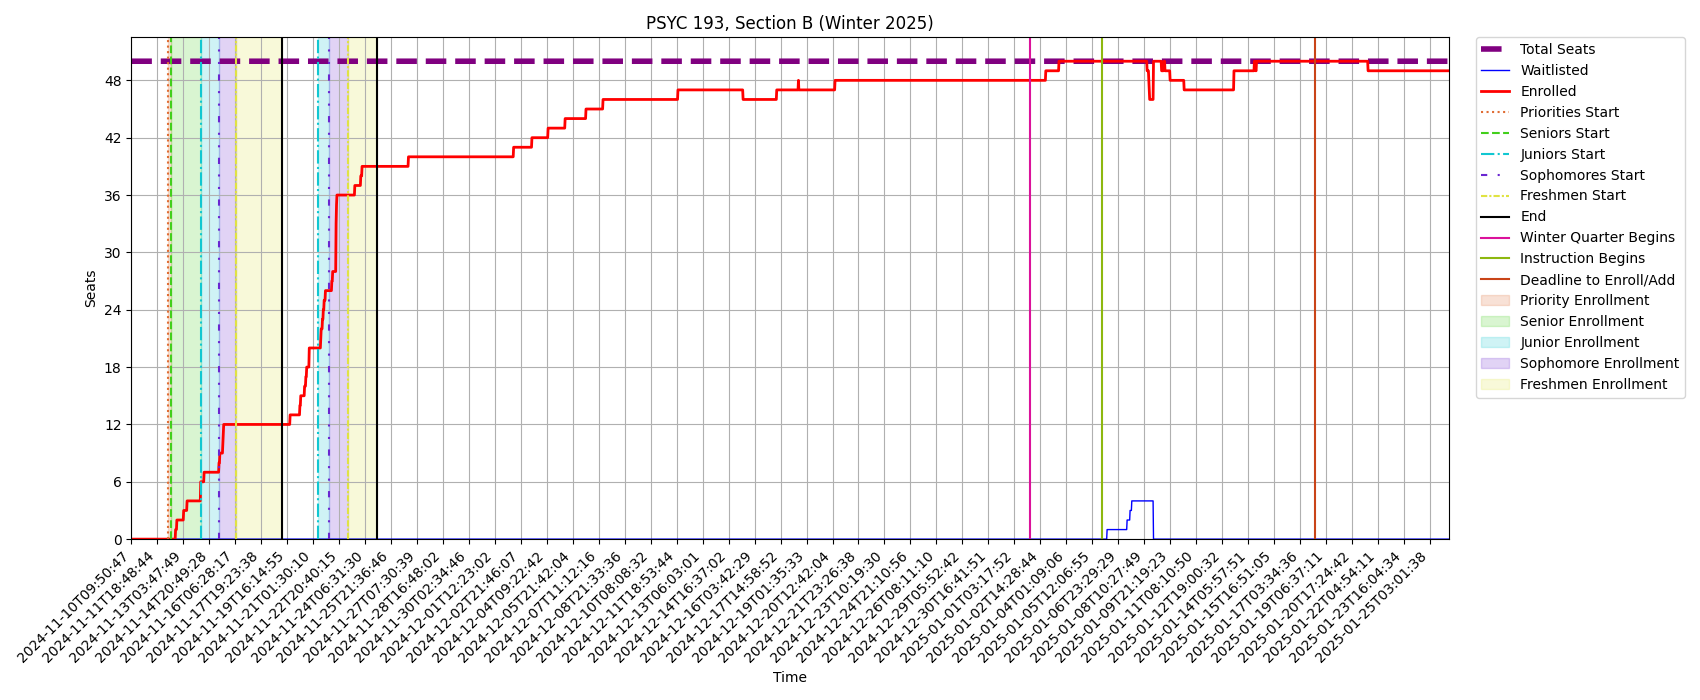 PSYC 193, Section B (Winter 2025)
Seats
48
42
36
30
24
18
12
6
0
2024-11-10T09:50:47
2024-11-11T18:48:44
2024-11-13T03:47:49
2024-11-14T20:49:28
2024-11-16T06:28:17
2024-11-17T19:23:38
2024-11-19T16:14:55
2024-11-21T01:30:10
2024-11-22T20:40:15
2024-11-24T06:31:30
2024-11-25T21:36:46
2024-11-27T07:30:39
2024-11-28T16:48:02
2024-11-30T02:34:46
2024-12-01T12:23:02
2024-12-02T21:46:07
2024-12-04T09:22:42
2024-12-05T21:42:04
2024-12-07T11:12:16
2024-12-08T21:33:36
2024-12-10T08:08:32
2024-12-11T18:53:44
2024-12-13T06:03:01
2024-12-14T16:37:02
2024-12-16T03:42:29
2024-12-17T14:58:52
2024-12-19T01:35:33
2024-12-20T12:42:04
2024-12-21T23:26:38
2024-12-23T10:19:30
2024-12-24T21:10:56
2024-12-26T08:11:10
2024-12-29T05:52:42
2024-12-30T16:41:51
2025-01-01T03:17:52
2025-01-02T14:28:44
2025-01-04T01:09:06
2025-01-05T12:06:55
2025-01-06T23:29:29
2025-01-08T10:27:49
2025-01-09T21:19:23
2025-01-11T08:10:50
2025-01-12T19:00:32
2025-01-14T05:57:51
2025-01-15T16:51:05
2025-01-17T03:34:36
2025-01-19T06:37:11
2025-01-20T17:24:42
2025-01-22T04:54:11
2025-01-23T16:04:34
2025-01-25T03:01:38
Time
Total Seats
Waitlisted
Enrolled
Priorities Start
Seniors Start
Juniors Start
Sophomores Start
Freshmen Start
End
Winter Quarter Begins
Instruction Begins
Deadline to Enroll/Add
Priority Enrollment
Senior Enrollment
Junior Enrollment
Sophomore Enrollment
Freshmen Enrollment